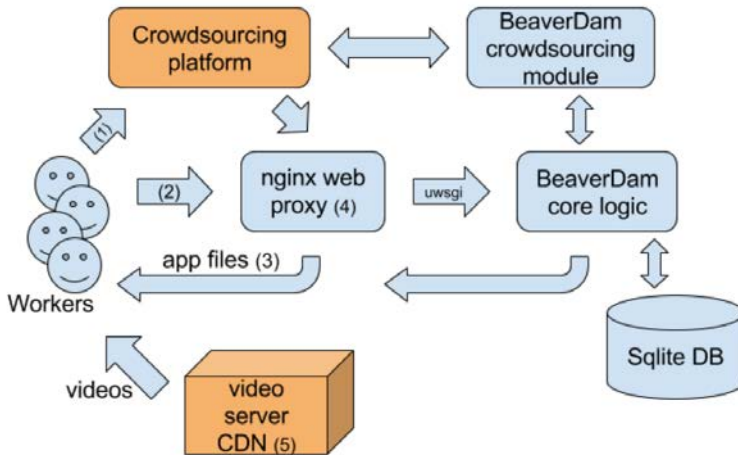 Crowdsourcing
platform
BeaverDam
crowdsourcing
module
(1)
(2)
nginx web
proxy (4)
uwsgi
BeaverDam
core logic
app files (3)
Workers
Sqlite DB
videos
video
server
CDN (5)